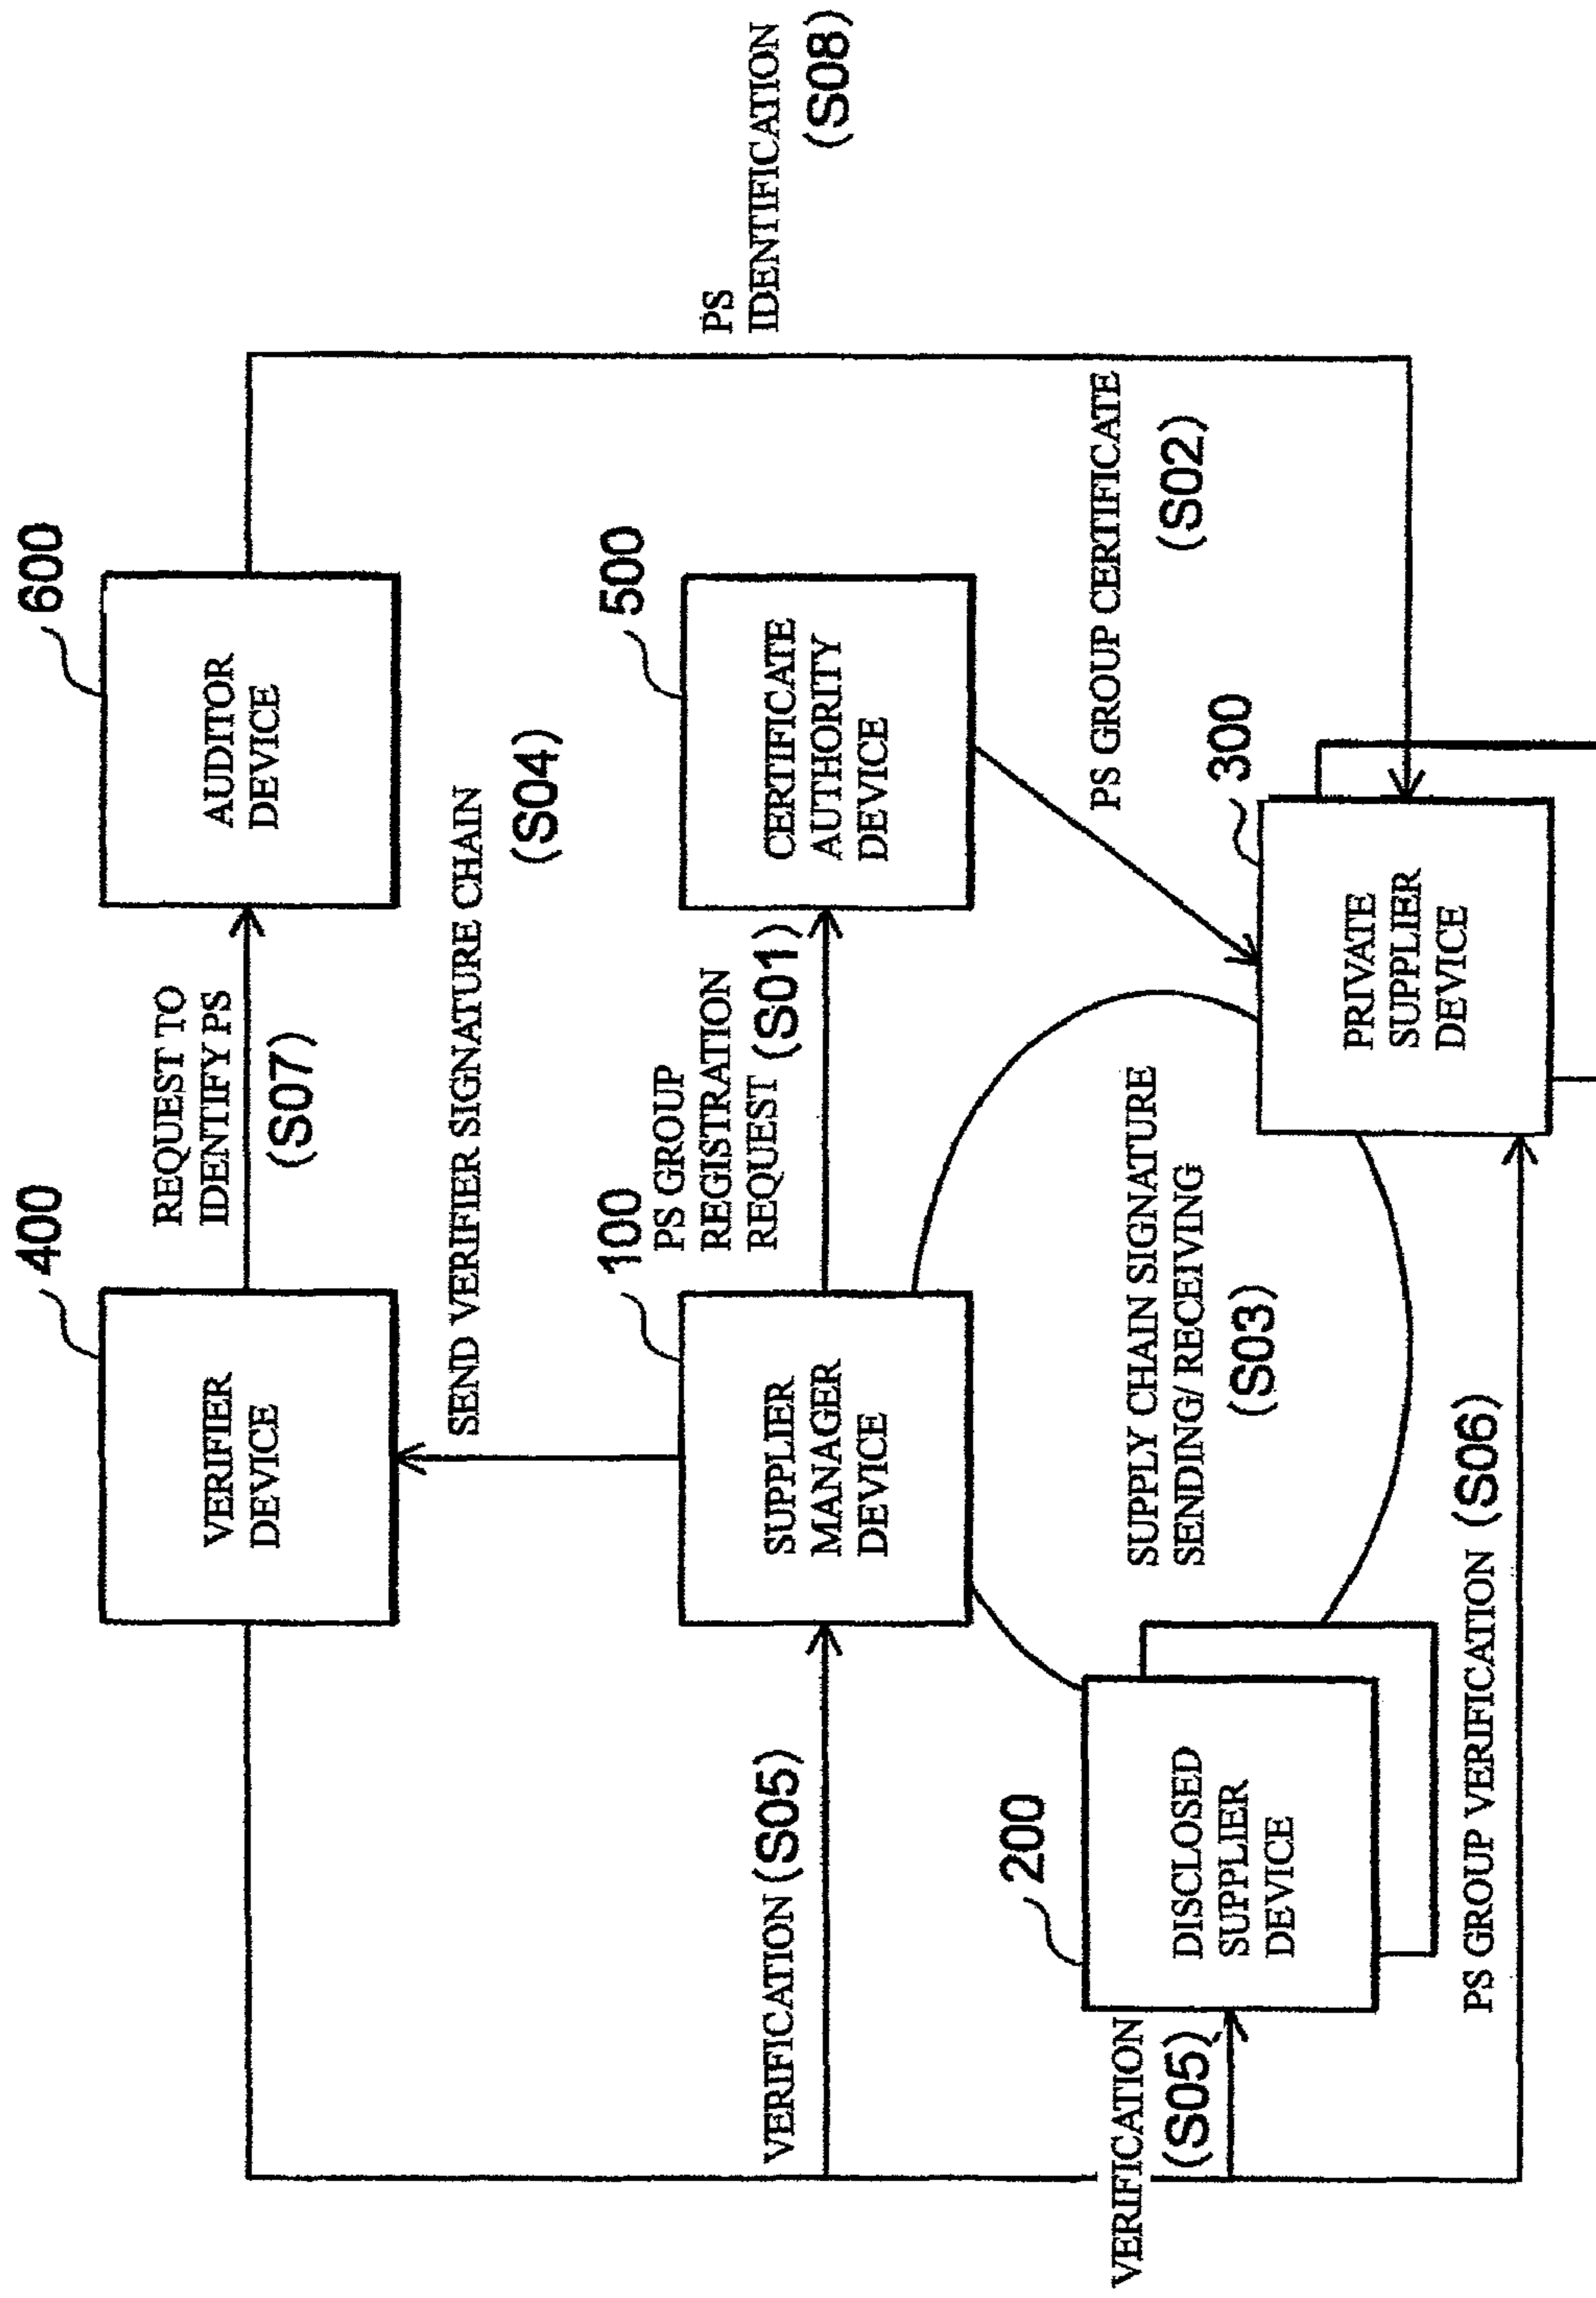 400
VERIFIER
DEVICE
REQUEST TO
IDENTIFY PS
(S07)
600
AUDITOR
DEVICE
SEND VERIFIER SIGNATURE CHAIN
(S04)
PS
IDENTIFICATION
(S08)
VERIFICATION (S05)
100
SUPPLIER
MANAGER
DEVICE
PS GROUP
REGISTRATION
REQUEST (S01)
500
CERTIFICATE
AUTHORITY
DEVICE
PS GROUP CERTIFICATE
(S02)
VERIFICATION
(S05)
200
DISCLOSED
SUPPLIER
DEVICE
SUPPLY CHAIN SIGNATURE
SENDING/ RECEIVING
(S03)
300
PRIVATE
SUPPLIER
DEVICE
PS GROUP VERIFICATION (S06)